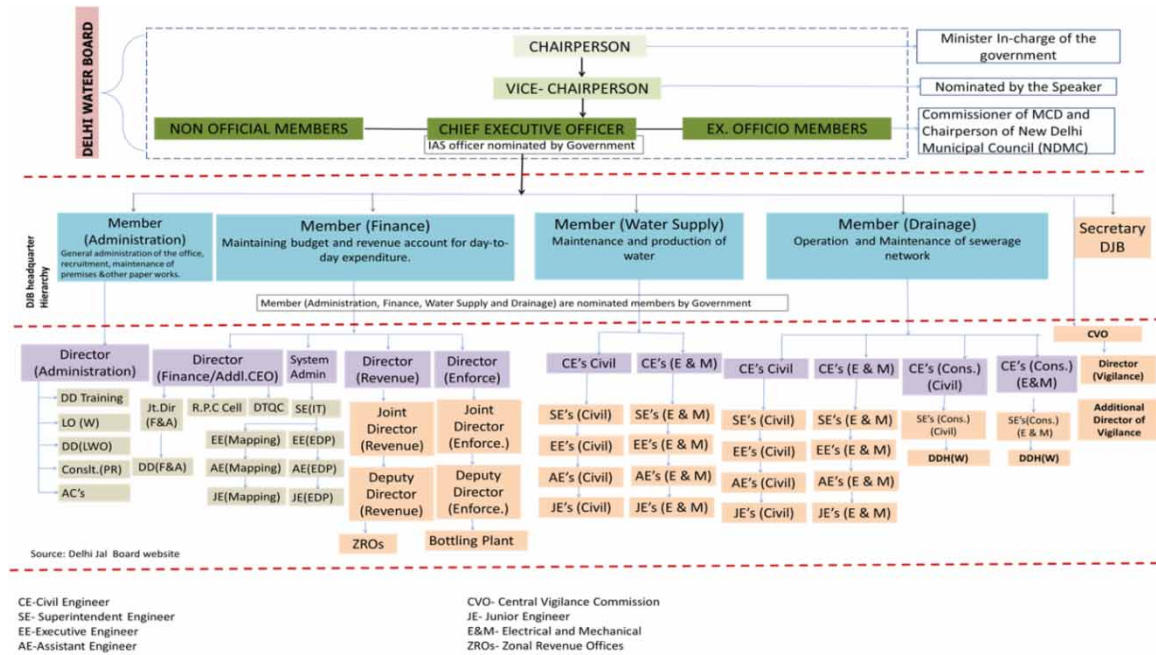 DELHI WATER BOARD
CHAIRPERSON
Minister In-charge of the
government
VICE- CHAIRPERSON
Nominated by the Speaker
NON OFFICIAL MEMBERS
CHIEF EXECUTIVE OFFICER
EX. OFFICIO MEMBERS
IAS officer nominated by Government
Commissioner of MCD and
Chairperson of New Delhi
Municipal Council (NDMC)
DJB headquarter
Hierarchy
Member
(Administration)
General administration of the office,
recruitment, maintenance of
premises &other paper works.
Member (Finance)
Maintaining budget and revenue account for day-to-
day expenditure.
Member (Water Supply)
Maintenance and production of
water
Member (Drainage)
Operation and Maintenance of sewerage
network
Secretary
DJB
Member (Administration, Finance, Water Supply and Drainage) are nominated members by Government
Director
(Administration)
DD Training
LO (W)
DD(LWO)
Conslt.(PR)
AC's
Director
(Finance/Addl.CEO)
Jt.Dir
(F&A)
DD(F&A)
R.P.C Cell
DTQC
System
Admin
SE(IT)
EE(Mapping)
AE(Mapping)
JE(Mapping)
EE(EDP)
AE(EDP)
JE(EDP)
Director
(Revenue)
Joint
Director
(Revenue)
Deputy
Director
(Revenue)
ZROs
Director
(Enforce)
Joint
Director
(Enforce.)
Deputy
Director
(Enforce.)
Bottling Plant
CE's Civil
SE's (Civil)
EE's (Civil)
AE's (Civil)
JE's (Civil)
CE's (E & M)
SE's (E & M)
EE's (E & M)
AE's (E & M)
JE's (E & M)
CE's Civil
SE's (Civil)
EE's (Civil)
AE's (Civil)
JE's (Civil)
CE's (E & M)
SE's (E & M)
EE's (E & M)
AE's (E & M)
JE's (E & M)
CE's (Cons.)
(Civil)
SE's(Cons.)
(Civil)
DDH(W)
CE's (Cons.)
(E&M)
SE's(Cons.)
(E & M)
DDH(W)
CVO
Director
(Vigilance)
Additional
Director of
Vigilance
Source: Delhi Jal Board website
CE-Civil Engineer
SE- Superintendent Engineer
EE-Executive Engineer
AE-Assistant Engineer
CVO- Central Vigilance Commission
JE- Junior Engineer
E&M- Electrical and Mechanical
ZROs- Zonal Revenue Offices